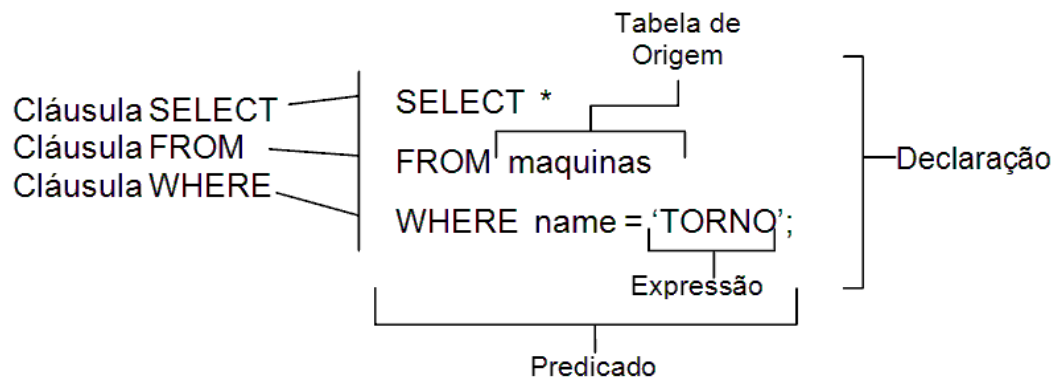 Tabela de
Origem
Cláusula SELECT
Cláusula FROM
Cláusula WHERE
SELECT *
FROM maquinas
WHERE name = ‘TORNO’;
Declaração
Expressão
Predicado